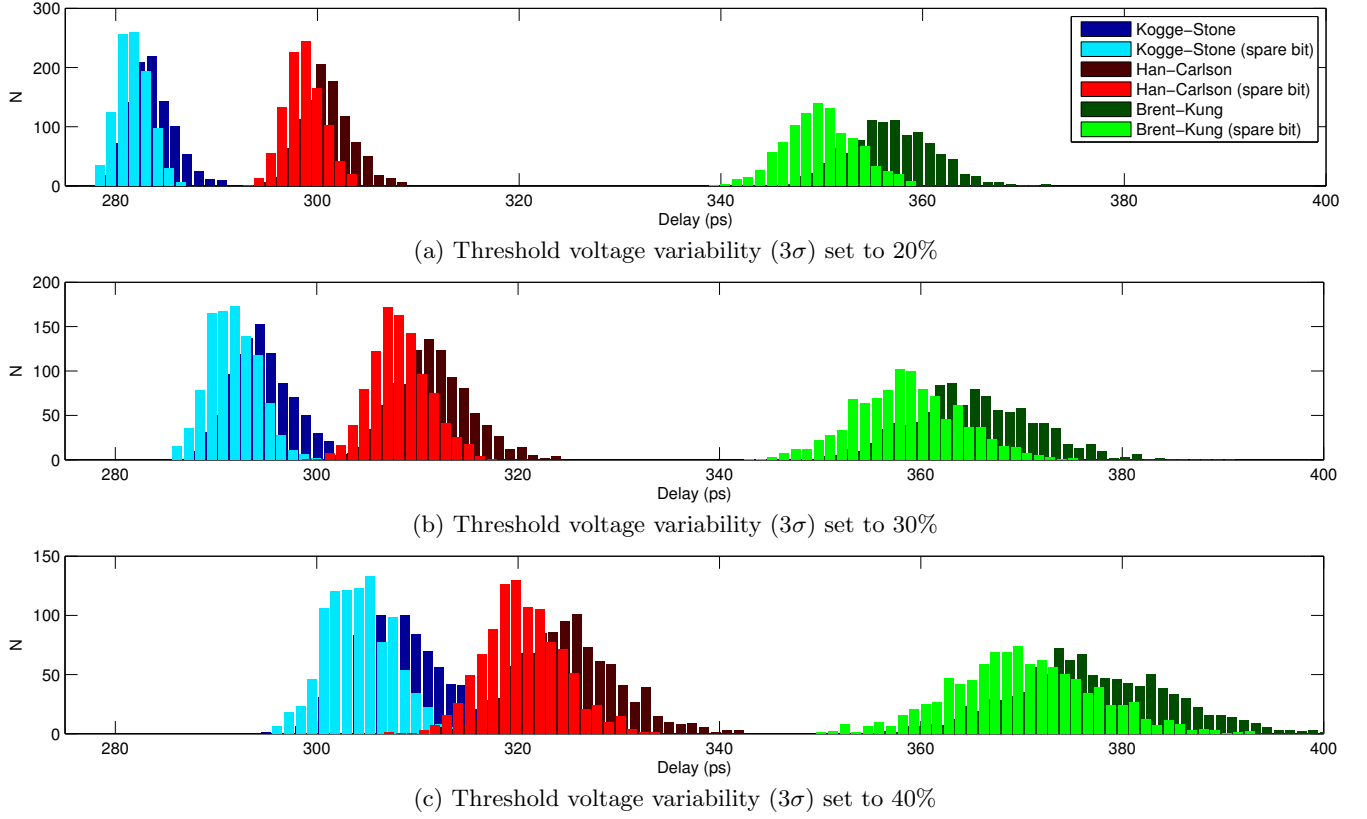 300
200
100
0
N
280 300 320 340 360 380 400
Delay (ps)
Kogge−Stone
Kogge−Stone (spare bit)
Han−Carlson
Han−Carlson (spare bit)
Brent−Kung
Brent−Kung (spare bit)
(a) Threshold voltage variability (3σ) set to 20%
200
150
100
50
0
N
280 300 320 340 360 380 400
Delay (ps)
(b) Threshold voltage variability (3σ) set to 30%
150
100
50
0
N
280 300 320 340 360 380 400
Delay (ps)
(c) Threshold voltage variability (3σ) set to 40%